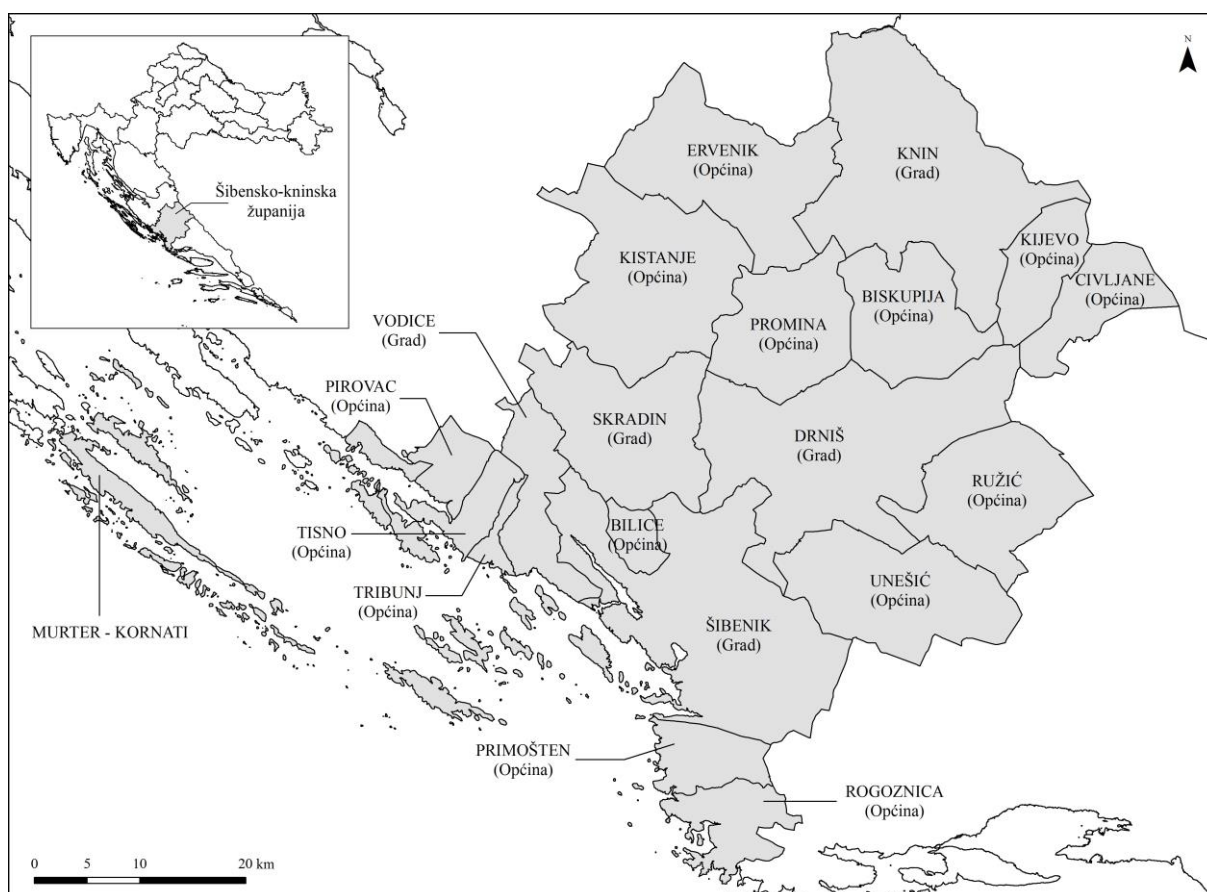 N
Šibensko-kninska
županija
ERVENIK
(Općina)
KNIN
(Grad)
KISTANJE
(Općina)
KIJEVO
(Općina)
CIVLJANE
(Općina)
BISKUPIJA
(Općina)
PROMINA
(Općina)
VODICE
(Grad)
PIROVAC
(Općina)
SKRADIN
(Grad)
DRNIŠ
(Grad)
RUŽIĆ
(Općina)
TISNO
(Općina)
BILICE
(Općina)
TRIBUNJ
(Općina)
UNEŠIĆ
(Općina)
MURTER - KORNATI
ŠIBENIK
(Grad)
PRIMOŠTEN
(Općina)
ROGOZNICA
(Općina)
0 5 10 20 km